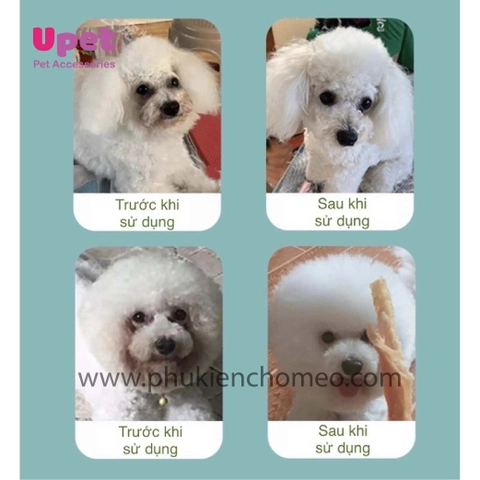 Upet
Pet Accessories
Trước khi
sử dụng
Sau khi
sử dụng
www.phukienchomeo.com
Trước khi
sử dụng
Sau khi
sử dụng